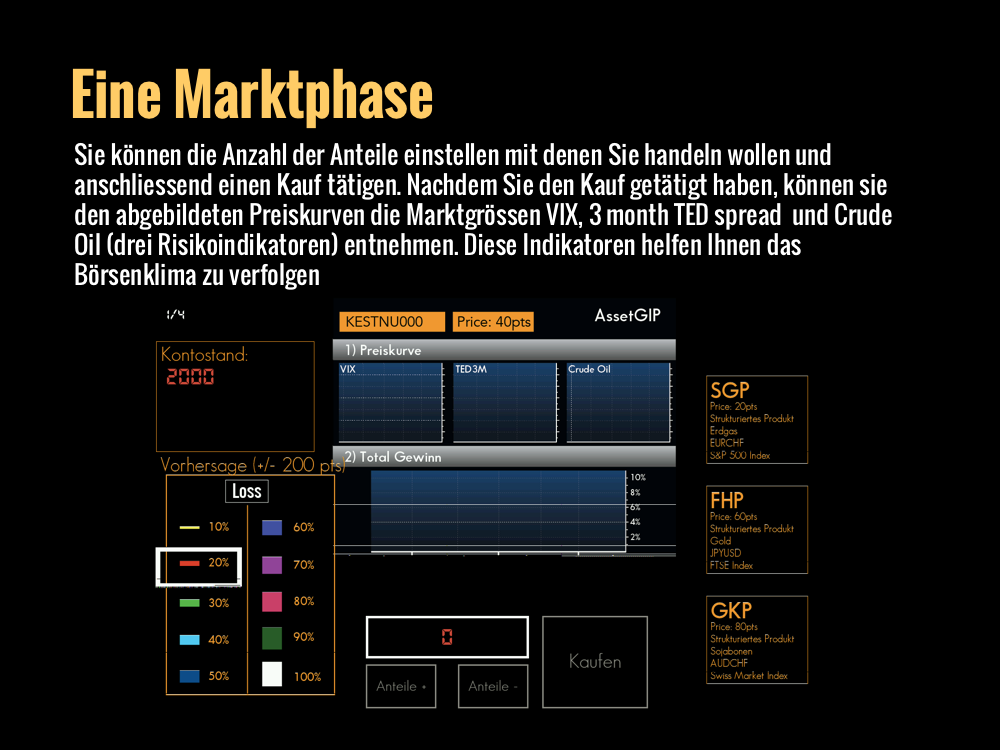 Eine Marktphase
Sie können die Anzahl der Anteile einstellen mit denen Sie handeln wollen und
anschliessend einen Kauf tätigen. Nachdem Sie den Kauf getätigt haben, können sie
den abgebildeten Preiskurven die Marktgrössen VIX, 3 month TED spread und Crude
Oil (drei Risikoindikatoren) entnehmen. Diese Indikatoren helfen Ihnen das
Börsenklima zu verfolgen
1/4
KESTNU000
Price: 40pts
AssetGIP
Kontostand:
2000
1) Preiskurve
VIX
TED3M
Crude Oil
Vorhersage (+/- 200 pts)
2) Total Gewinn
10%
8%
6%
4%
2%
Loss
10%
60%
20%
70%
30%
80%
40%
90%
50%
100%
0
Anteile +
Anteile -
Kaufen
SGP
Price: 20pts
Strukturiertes Produkt
Erdgas
EURCHF
S&P 500 Index
FHP
Price: 60pts
Strukturiertes Produkt
Gold
JPYUSD
FTSE Index
GKP
Price: 80pts
Strukturiertes Produkt
Sojabonen
AUDCHF
Swiss Market Index